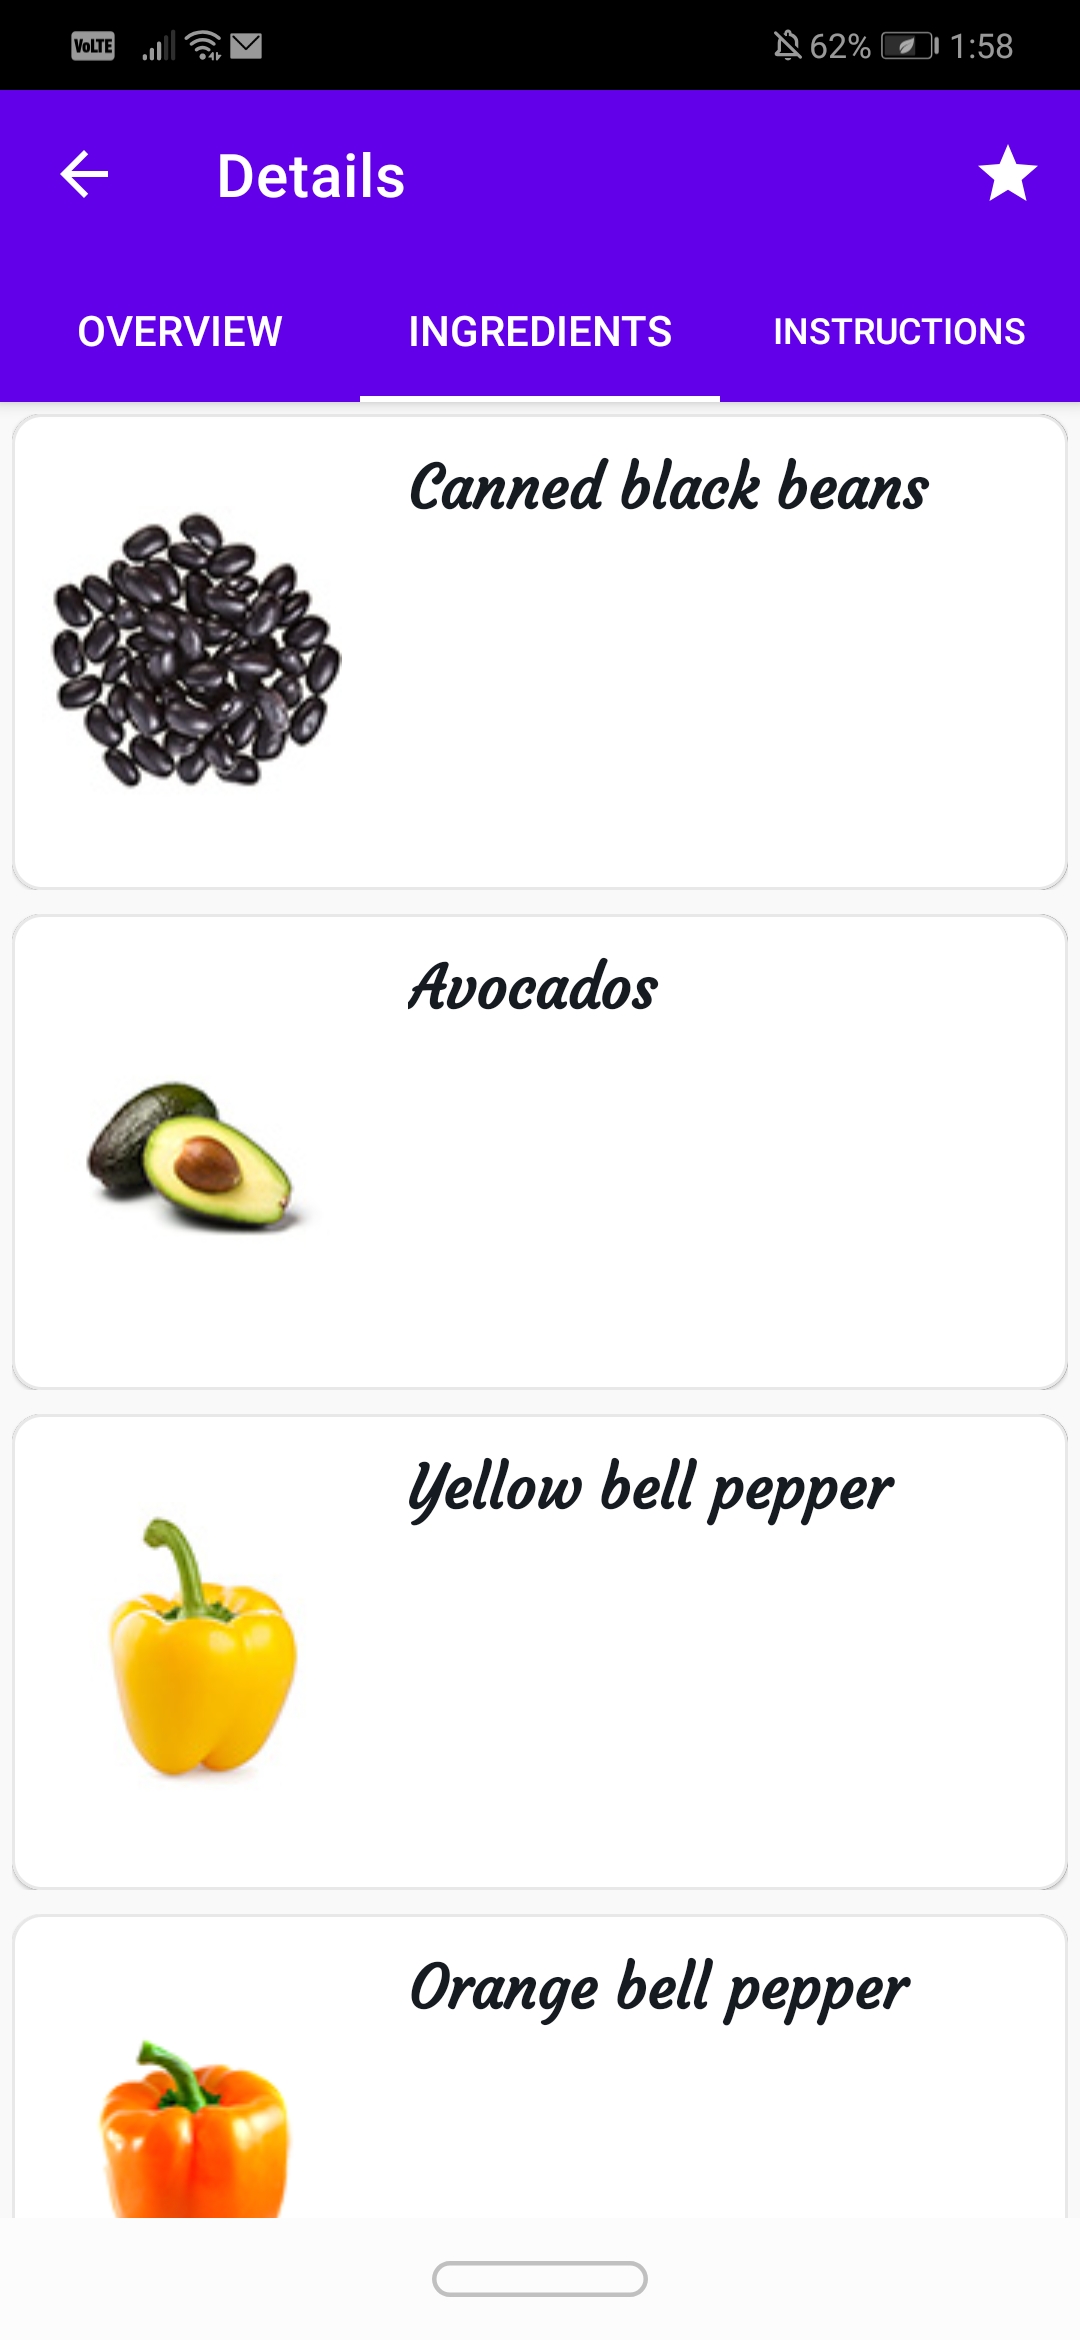 VoLTE 62% 1:58
Details
OVERVIEW INGREDIENTS INSTRUCTIONS
Canned black beans
Avocados
Yellow bell pepper
Orange bell pepper